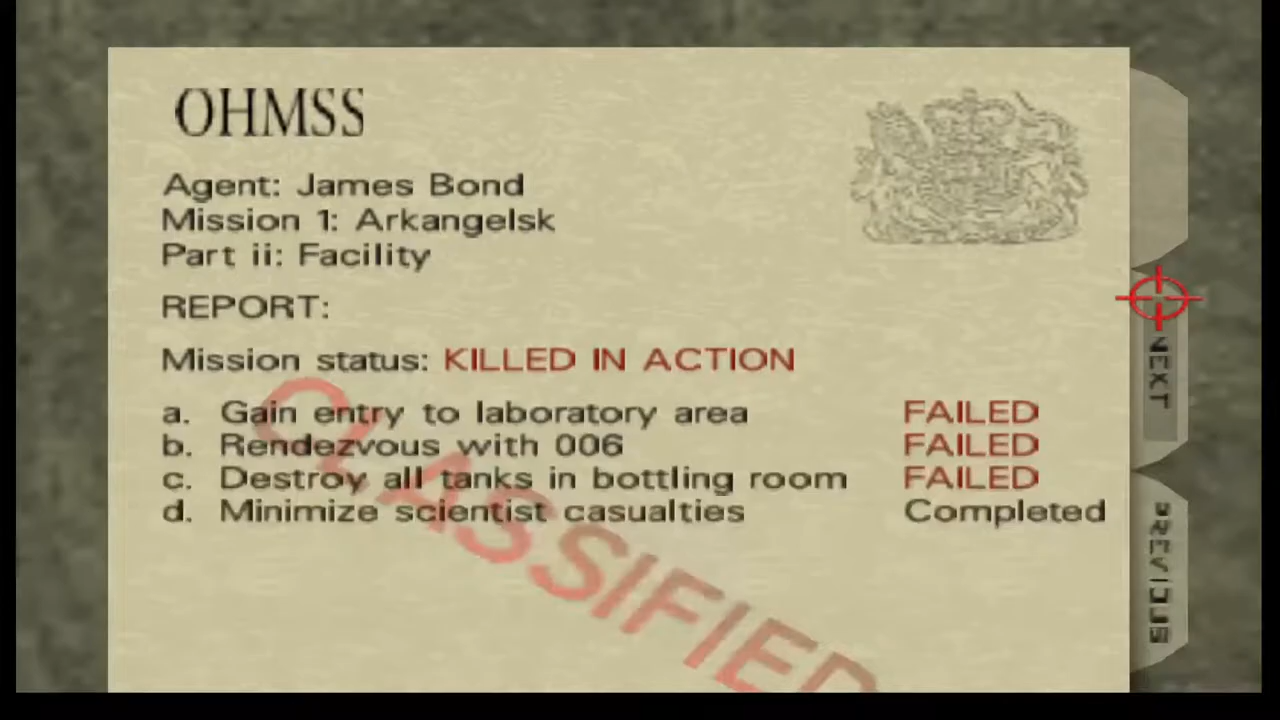 OHMSS
Agent: James Bond
Mission 1: Arkangelsk
Part ii: Facility
REPORT:
Mission status: KILLED IN ACTION
a. Gain entry to laboratory area FAILED
b. Rendezvous with 006 FAILED
c. Destroy all tanks in bottling room FAILED
d. Minimize scientist casualties Completed
CLASSIFIED
NEXT
PREVIOUS